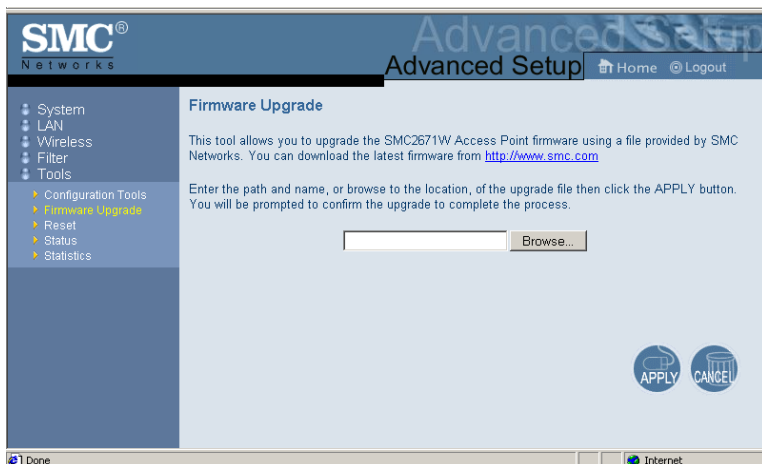 SMC®
Networks
Advanced Setup
Advanced Setup
Home Logout
System
LAN
Wireless
Filter
Tools
Configuration Tools
Firmware Upgrade
Reset
Status
Statistics
Firmware Upgrade
This tool allows you to upgrade the SMC2671W Access Point firmware using a file provided by SMC
Networks. You can download the latest firmware from http://www.smc.com
Enter the path and name, or browse to the location, of the upgrade file then click the APPLY button.
You will be prompted to confirm the upgrade to complete the process.
Browse...
APPLY CANCEL
Done Internet